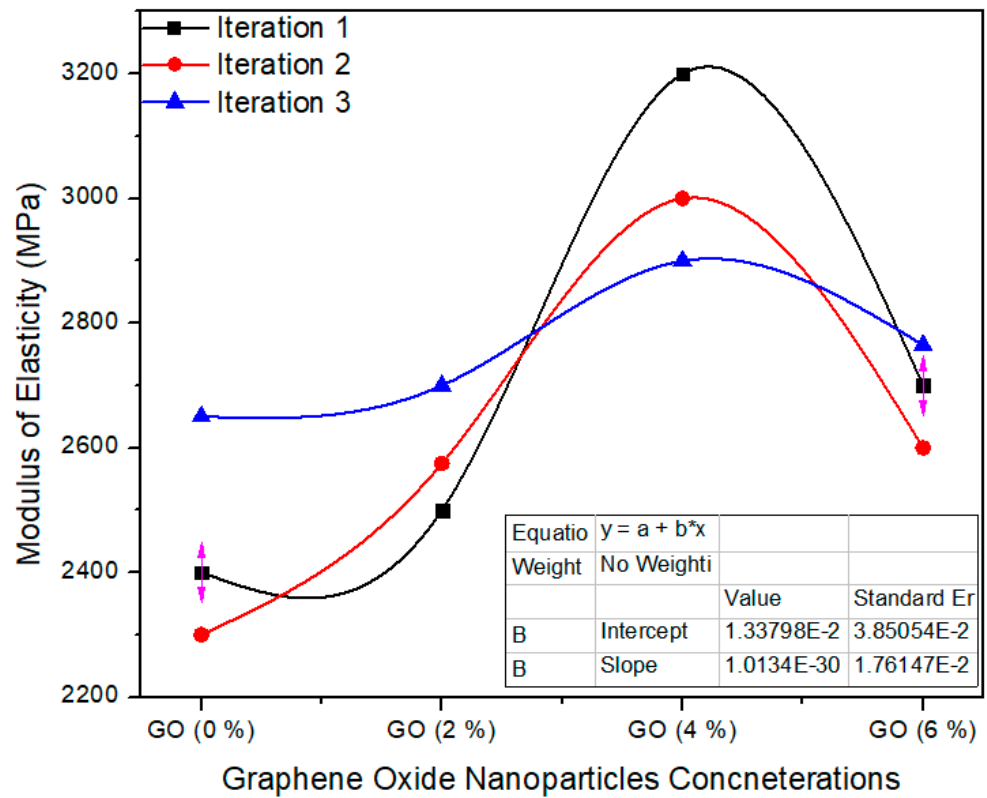 Iteration 1
Iteration 2
Iteration 3
Modulus of Elasticity (MPa)
3200
3000
2800
2600
2400
2200
Equatio y = a + b*x
Weight No Weighti
Value Standard Er
B Intercept 1.33798E-2 3.85054E-2
B Slope 1.0134E-30 1.76147E-2
GO (0 %) GO (2 %) GO (4 %) GO (6 %)
Graphene Oxide Nanoparticles Concneterations